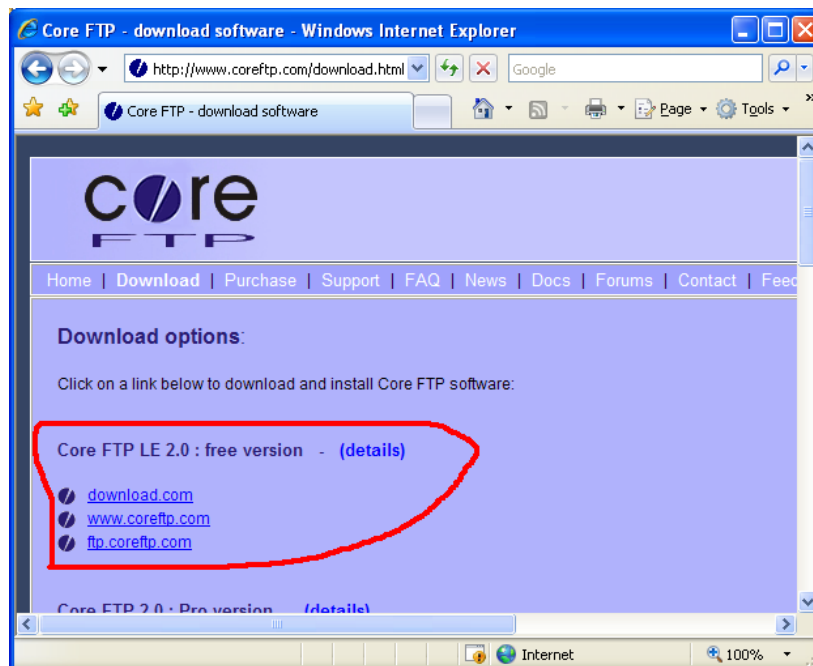 Core FTP - download software - Windows Internet Explorer
http://www.coreftp.com/download.html
Google
Core FTP - download software
Page
Tools
core
FTP
Home | Download | Purchase | Support | FAQ | News | Docs | Forums | Contact | Feed
Download options:
Click on a link below to download and install Core FTP software:
Core FTP LE 2.0 : free version - (details)
download.com
www.coreftp.com
ftp.coreftp.com
Core FTP 2.0 : Pro version (details)
Internet
100%